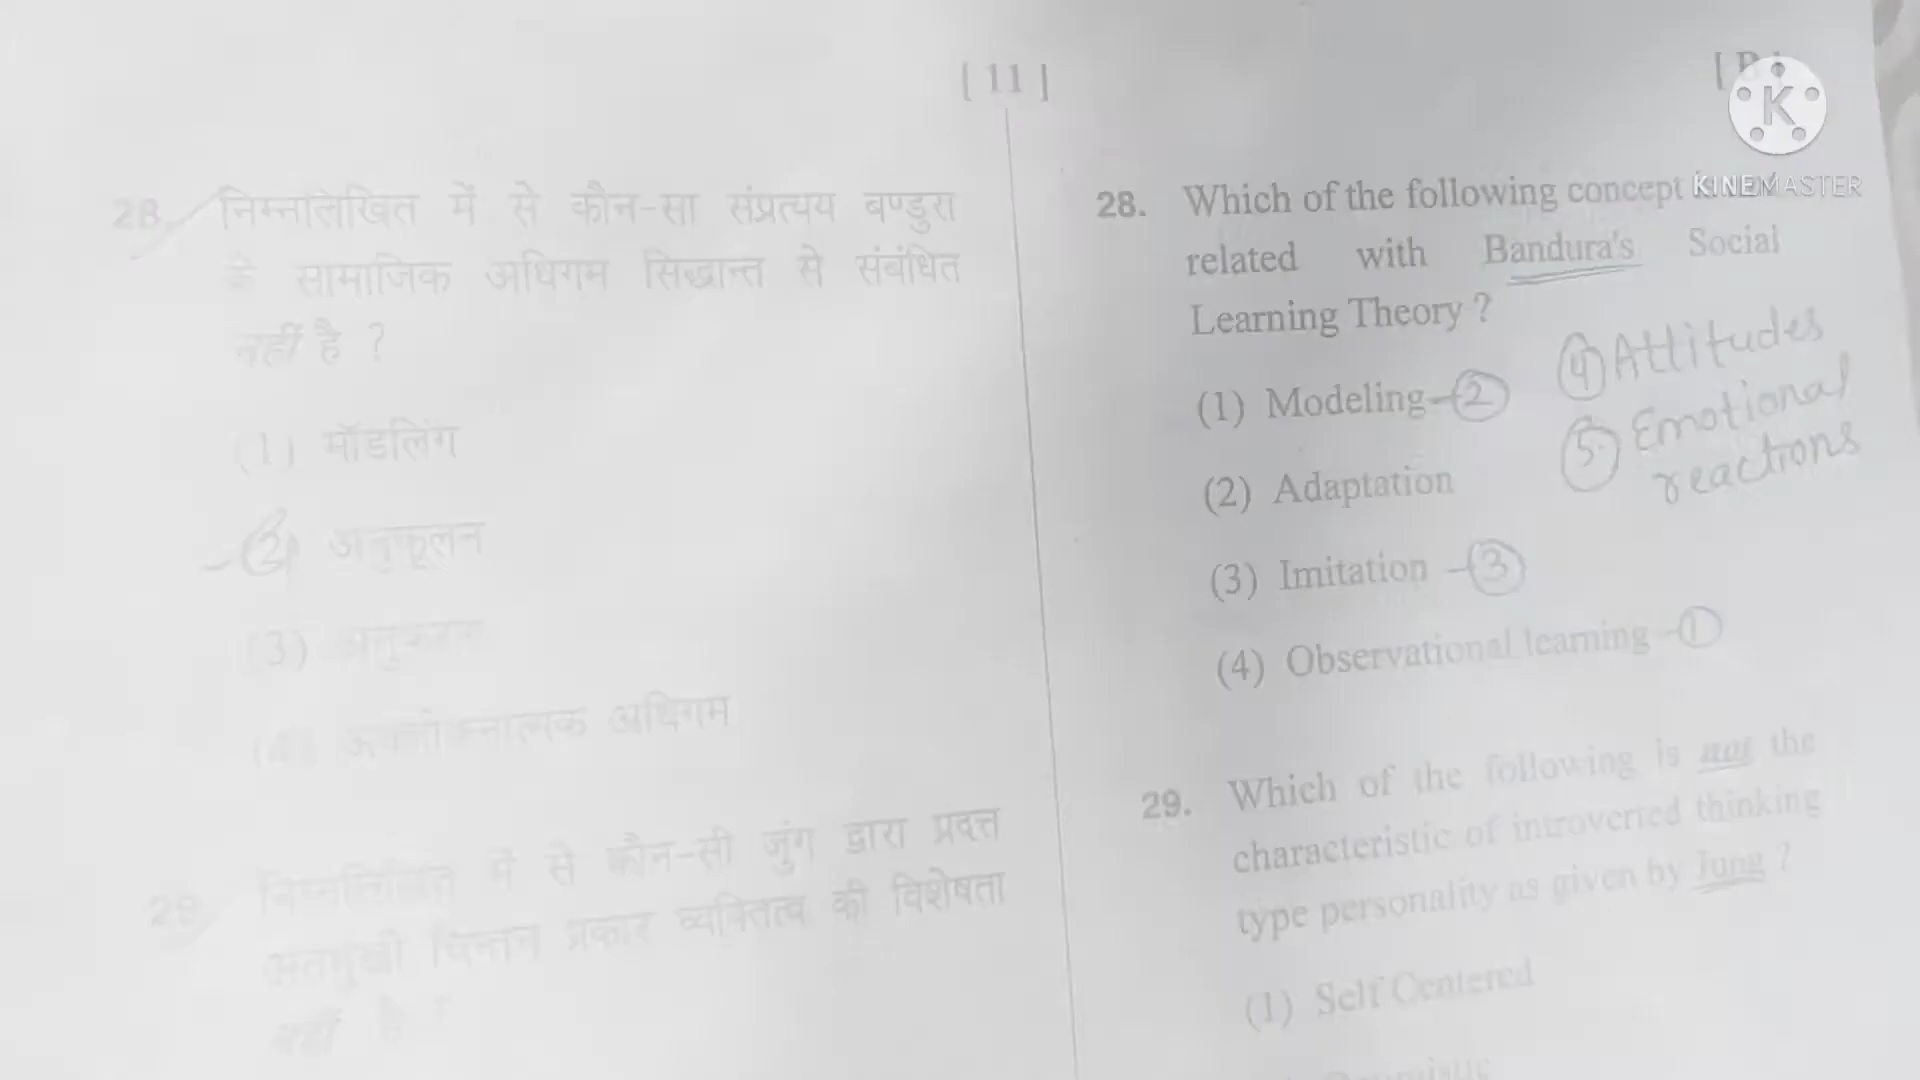 [ 11 ]
28. निम्नलिखित में से कौन-सा संप्रत्यय बण्डुरा
के सामाजिक अधिगम सिद्धान्त से संबंधित
नहीं है ?
(1) मॉडलिंग
(2) अनुकूलन
(3) अनुकरण
(4) अवलोकनात्मक अधिगम
29. निम्नलिखित में से कौन-सी जुंग द्वारा प्रदत्त
अंतर्मुखी चिन्तन प्रकार व्यक्तित्व की विशेषता
नहीं है ?
K
KINEMASTER
28. Which of the following concept
related with Bandura's Social
Learning Theory ?
(1) Modeling - 2
(2) Adaptation
(3) Imitation - 3
(4) Observational learning - 1
4 Attitudes
5. Emotional
reactions
29. Which of the following is not the
characteristic of introverted thinking
type personality as given by Jung ?
(1) Self Centered